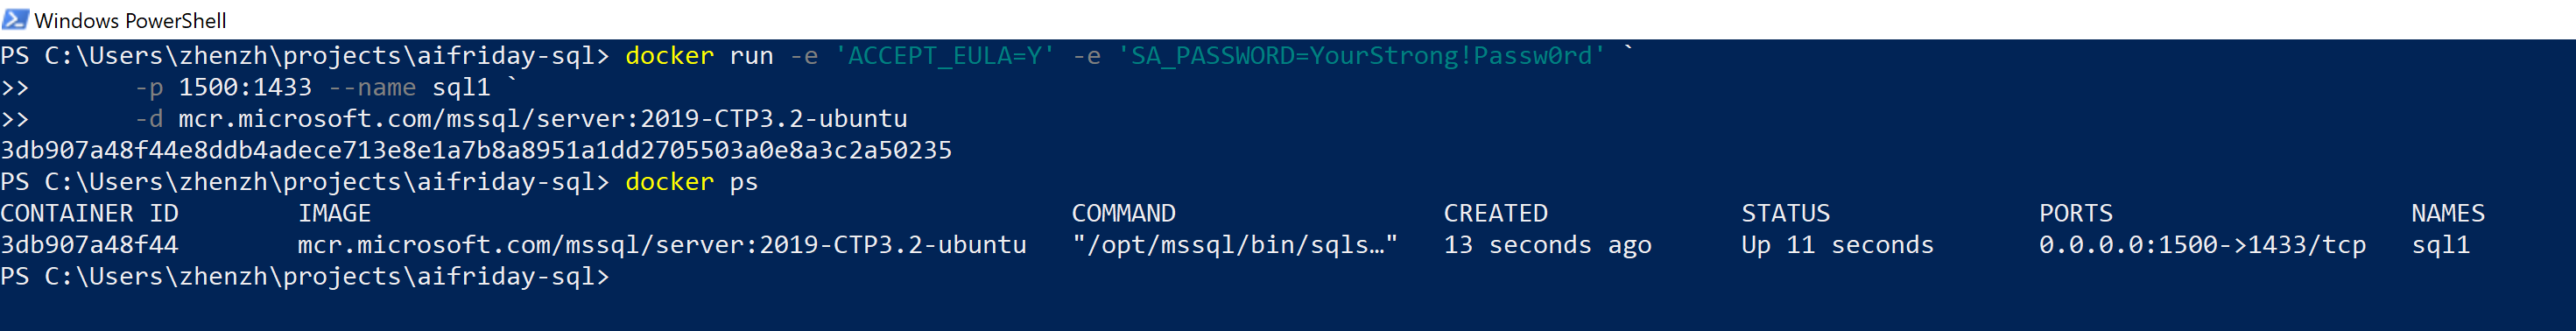 Windows PowerShell
PS C:\Users\zhenzh\projects\aifriday-sql> docker run -e 'ACCEPT_EULA=Y' -e 'SA_PASSWORD=YourStrong!Passw0rd' `
>>       -p 1500:1433 --name sql1 `
>>       -d mcr.microsoft.com/mssql/server:2019-CTP3.2-ubuntu
3db907a48f44e8ddb4adece713e8e1a7b8a8951a1dd2705503a0e8a3c2a50235
PS C:\Users\zhenzh\projects\aifriday-sql> docker ps
CONTAINER ID        IMAGE                                               COMMAND                  CREATED             STATUS              PORTS                    NAMES
3db907a48f44        mcr.microsoft.com/mssql/server:2019-CTP3.2-ubuntu   "/opt/mssql/bin/sqls…"   13 seconds ago      Up 11 seconds       0.0.0.0:1500->1433/tcp   sql1
PS C:\Users\zhenzh\projects\aifriday-sql>